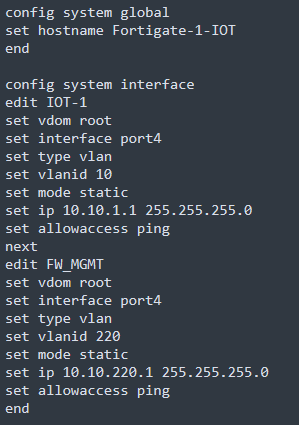 config system global
set hostname Fortigate-1-IOT
end

config system interface
edit IOT-1
set vdom root
set interface port4
set type vlan
set vlanid 10
set mode static
set ip 10.10.1.1 255.255.255.0
set allowaccess ping
next
edit FW_MGMT
set vdom root
set interface port4
set type vlan
set vlanid 220
set mode static
set ip 10.10.220.1 255.255.255.0
set allowaccess ping
end